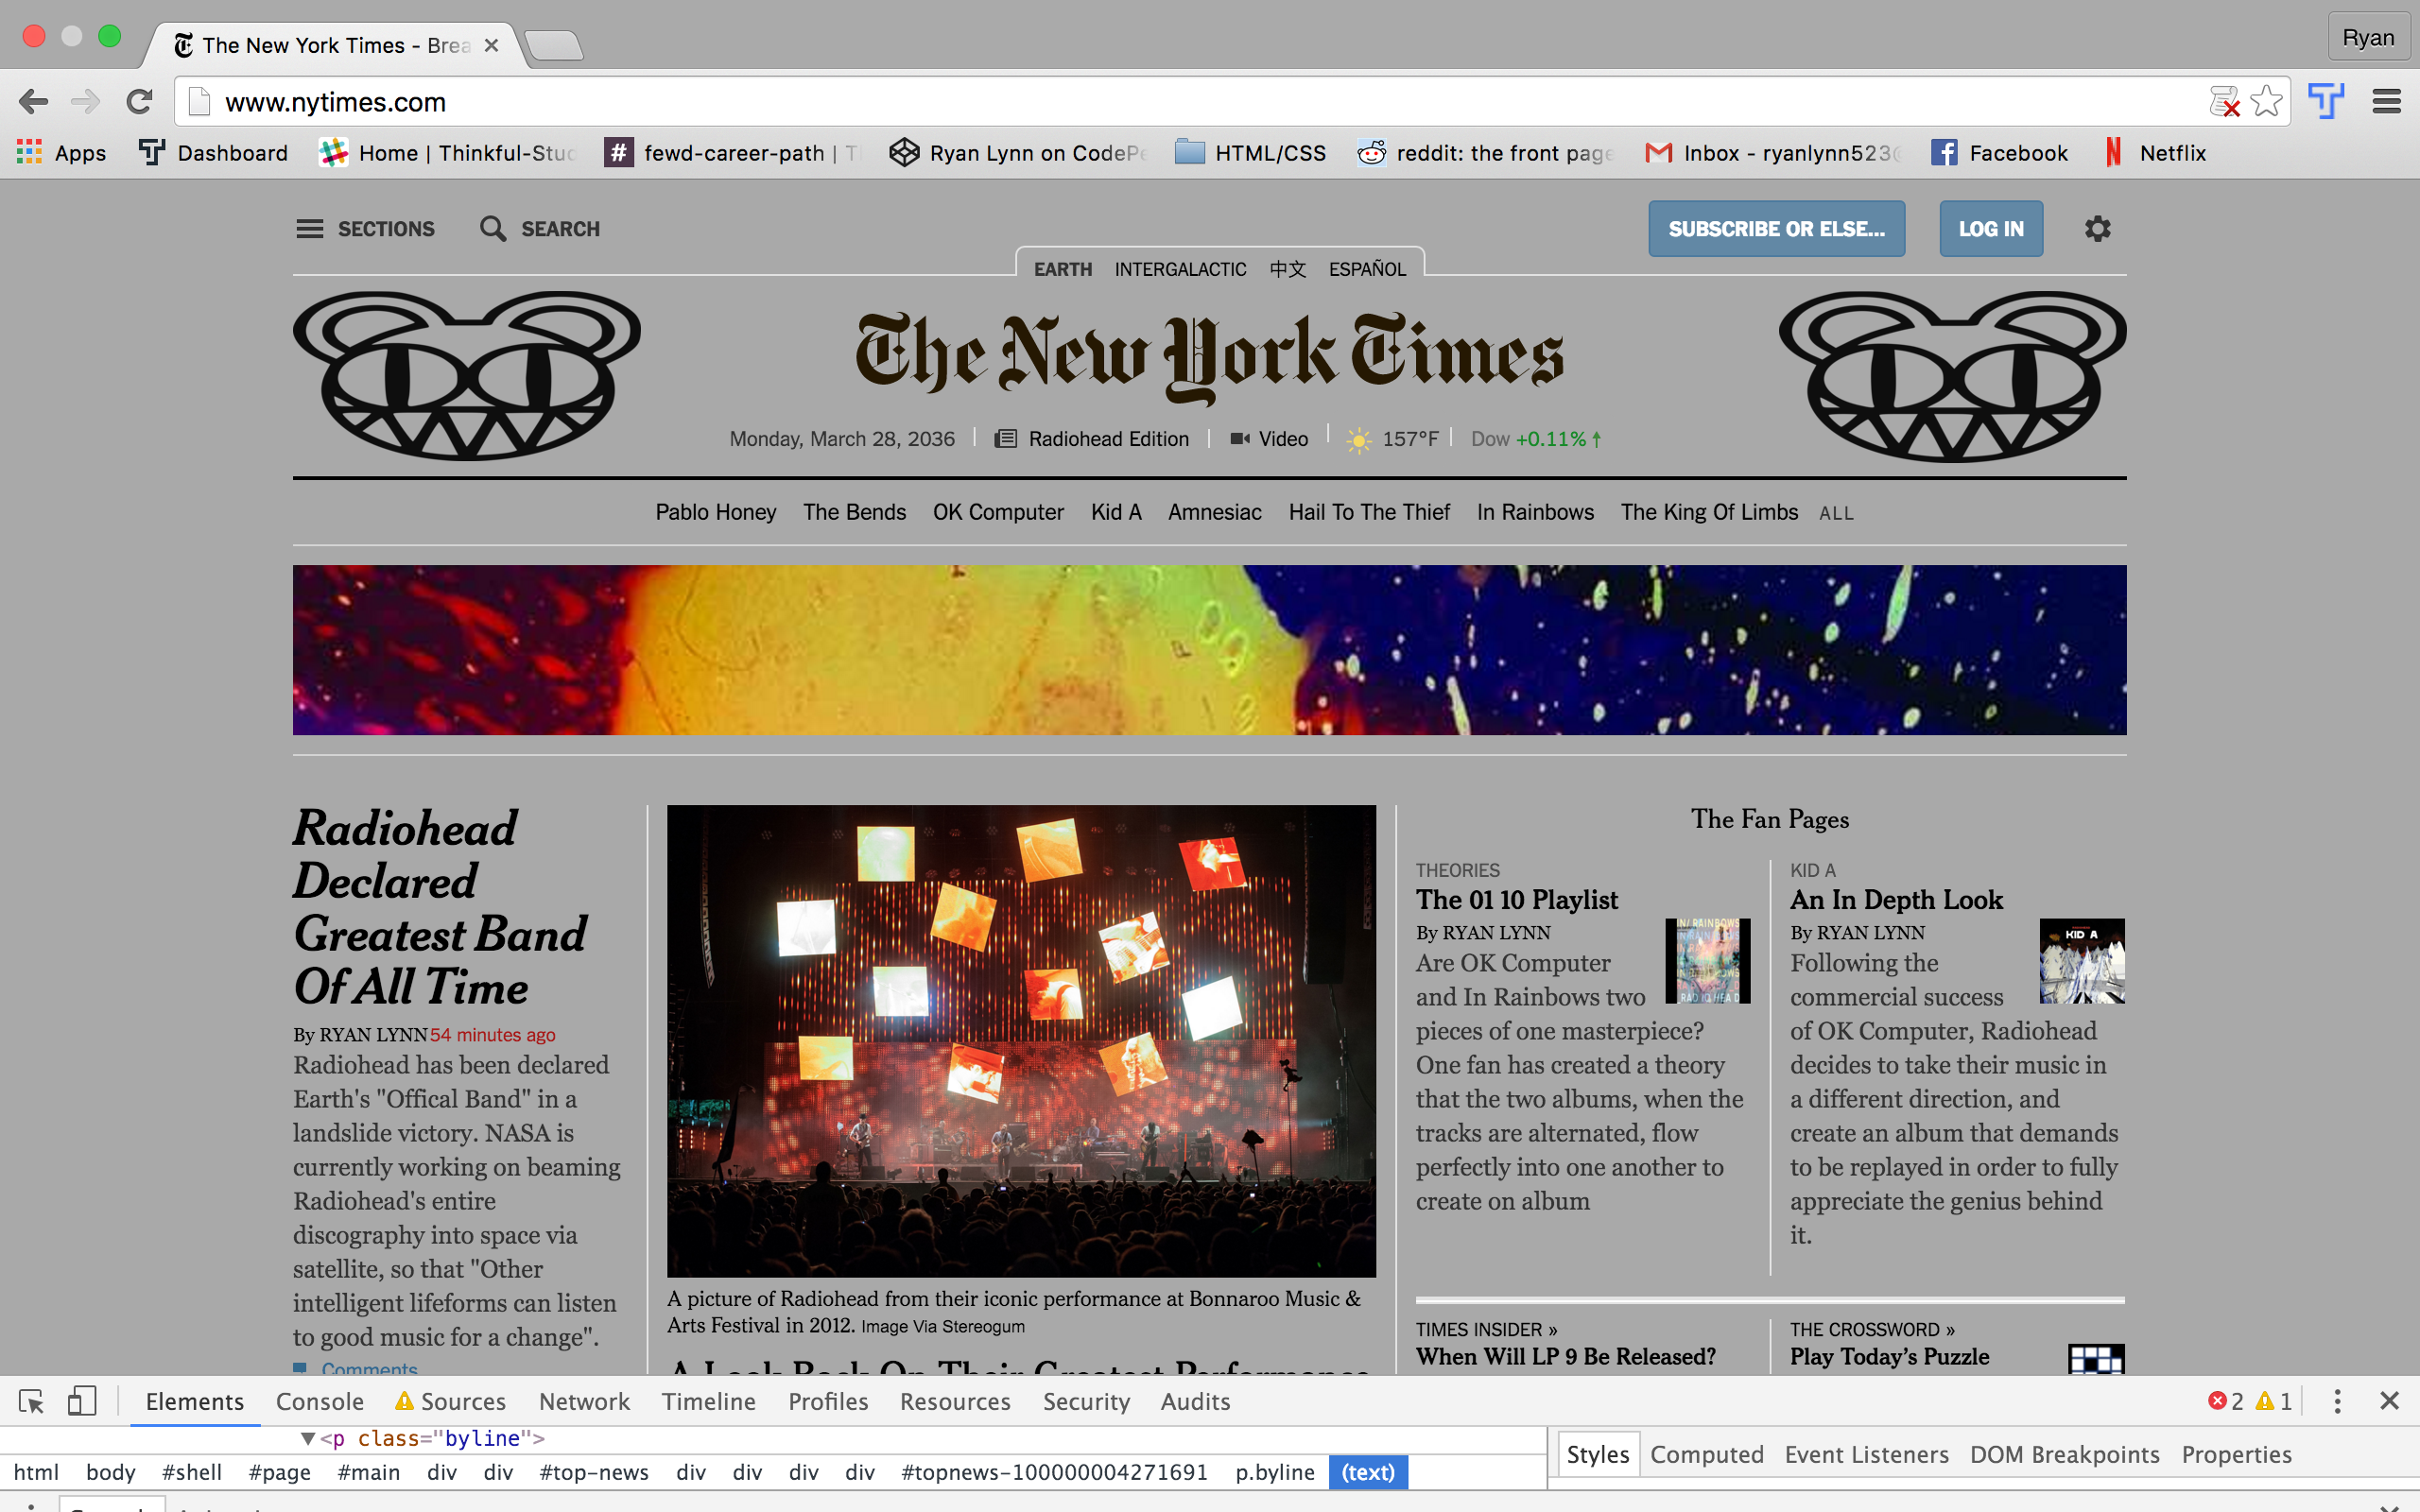 The New York Times - Brea
Ryan
www.nytimes.com
Apps Dashboard Home | Thinkful-Stud fewd-career-path | T Ryan Lynn on CodePe HTML/CSS reddit: the front page Inbox - ryanlynn523@ Facebook Netflix
SECTIONS SEARCH SUBSCRIBE OR ELSE... LOG IN
EARTH INTERGALACTIC 中文 ESPAÑOL
The New York Times
Monday, March 28, 2036 Radiohead Edition Video 157°F Dow +0.11%↑
Pablo Honey The Bends OK Computer Kid A Amnesiac Hail To The Thief In Rainbows The King Of Limbs ALL
Radiohead
Declared
Greatest Band
Of All Time
By RYAN LYNN54 minutes ago
Radiohead has been declared
Earth's "Offical Band" in a
landslide victory. NASA is
currently working on beaming
Radiohead's entire
discography into space via
satellite, so that "Other
intelligent lifeforms can listen
to good music for a change".
Comments
A picture of Radiohead from their iconic performance at Bonnaroo Music &
Arts Festival in 2012. Image Via Stereogum
A Look Back On Their Greatest Performance
The Fan Pages
THEORIES
The 01 10 Playlist
By RYAN LYNN
Are OK Computer
and In Rainbows two
pieces of one masterpiece?
One fan has created a theory
that the two albums, when the
tracks are alternated, flow
perfectly into one another to
create on album
KID A
An In Depth Look
By RYAN LYNN
KID A
Following the
commercial success
of OK Computer, Radiohead
decides to take their music in
a different direction, and
create an album that demands
to be replayed in order to fully
appreciate the genius behind
it.
TIMES INSIDER »
When Will LP 9 Be Released?
THE CROSSWORD »
Play Today's Puzzle
Elements Console Sources Network Timeline Profiles Resources Security Audits 2 1
▼<p class="byline">
html body #shell #page #main div div #top-news div div div div #topnews-100000004271691 p.byline (text)
Styles Computed Event Listeners DOM Breakpoints Properties